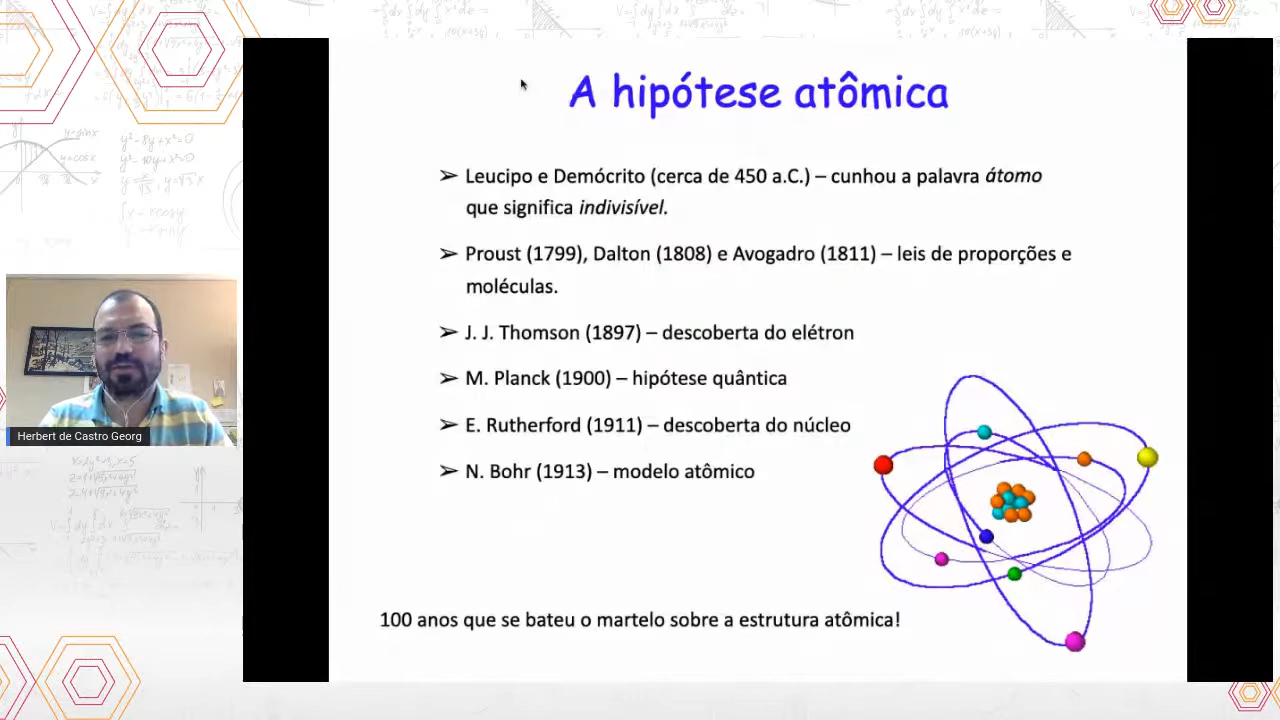 A hipótese atômica
➢ Leucipo e Demócrito (cerca de 450 a.C.) – cunhou a palavra átomo
que significa indivisível.
➢ Proust (1799), Dalton (1808) e Avogadro (1811) – leis de proporções e
moléculas.
➢ J. J. Thomson (1897) – descoberta do elétron
➢ M. Planck (1900) – hipótese quântica
➢ E. Rutherford (1911) – descoberta do núcleo
➢ N. Bohr (1913) – modelo atômico
100 anos que se bateu o martelo sobre a estrutura atômica!
Herbert de Castro Georg
y=sinx
y=cosx